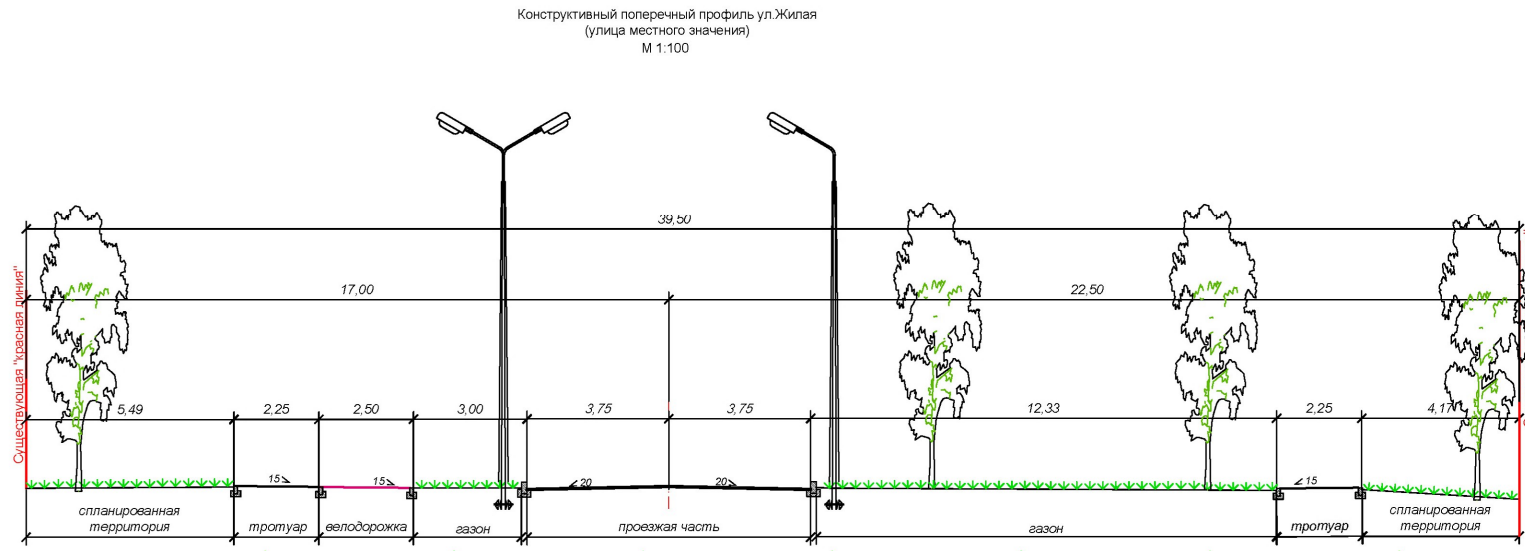 Конструктивный поперечный профиль ул.Жилая
(улица местного значения)
М 1:100
39,50
17,00
22,50
Существующая "красная линия"
5,49
2,25
2,50
3,00
3,75
3,75
12,33
2,25
4,17
15
15
20
20
15
спланированная
территория
тротуар
велодорожка
газон
проезжая часть
газон
тротуар
спланированная
территория